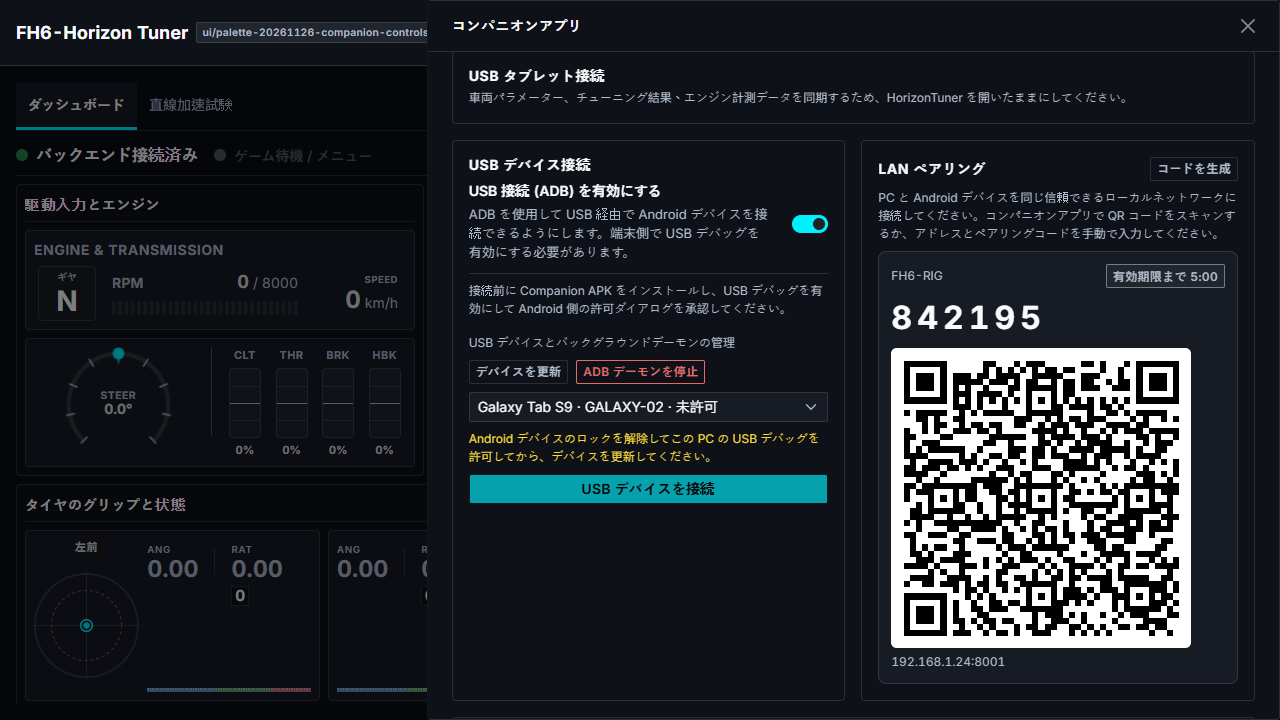 FH6-Horizon Tuner
ui/palette-20261126-companion-controls
ダッシュボード
直線加速試験
バックエンド接続済み
ゲーム待機 / メニュー
駆動入力とエンジン
ENGINE & TRANSMISSION
ギヤ
N
RPM
0 / 8000
SPEED
0 km/h
STEER
0.0°
CLT
THR
BRK
HBK
0%
0%
0%
0%
タイヤのグリップと状態
左前
ANG
0.00
RAT
0.00
0
ANG
0.00
コンパニオンアプリ
USB タブレット接続
車両パラメーター、チューニング結果、エンジン計測データを同期するため、HorizonTuner を開いたままにしてください。
USB デバイス接続
USB 接続 (ADB) を有効にする
ADB を使用して USB 経由で Android デバイスを接
続できるようにします。端末側で USB デバッグを
有効にする必要があります。
接続前に Companion APK をインストールし、USB デバッグを有
効にして Android 側の許可ダイアログを承認してください。
USB デバイスとバックグラウンドデーモンの管理
デバイスを更新
ADB デーモンを停止
Galaxy Tab S9 · GALAXY-02 · 未許可
Android デバイスのロックを解除してこの PC の USB デバッグを
許可してから、デバイスを更新してください。
USB デバイスを接続
LAN ペアリング
コードを生成
PC と Android デバイスを同じ信頼できるローカルネットワークに
接続してください。コンパニオンアプリで QR コードをスキャンす
るか、アドレスとペアリングコードを手動で入力してください。
FH6-RIG
有効期限まで 5:00
842195
192.168.1.24:8001